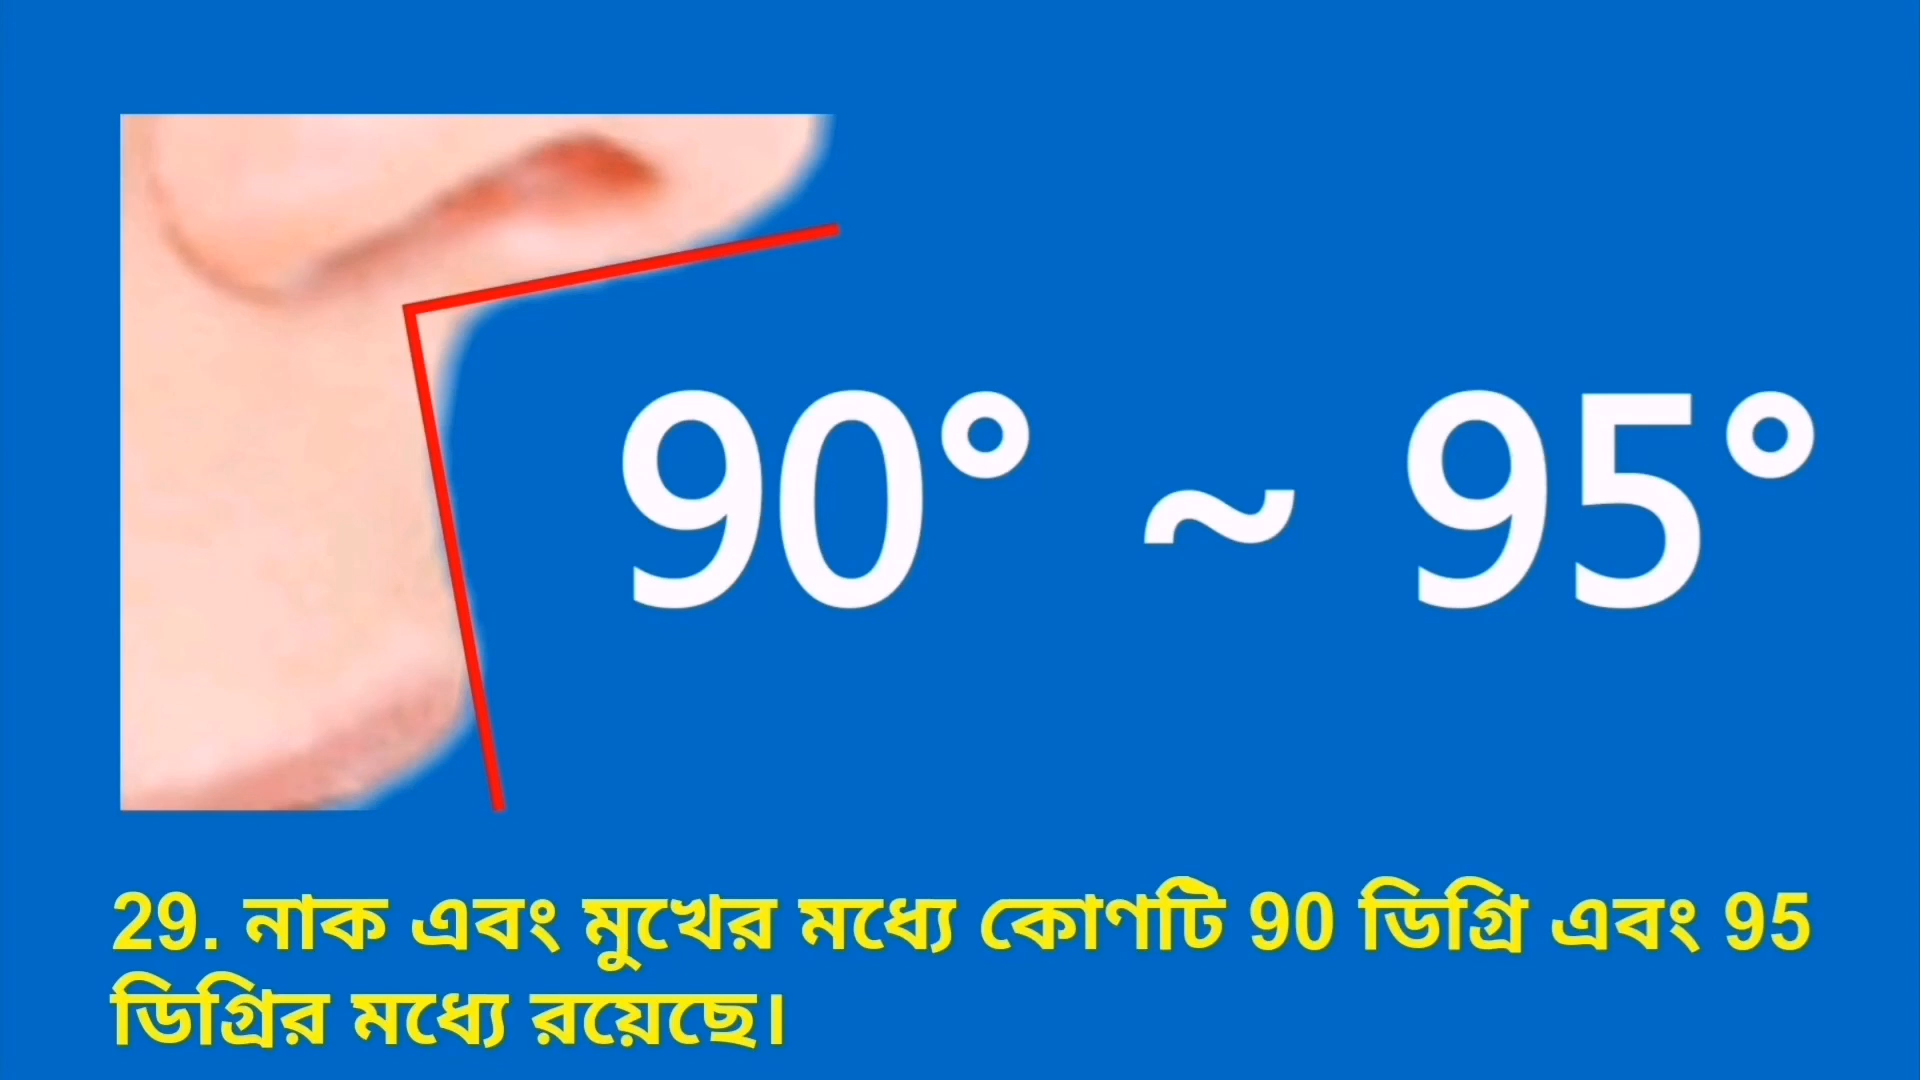 90° ~ 95°
29. নাক এবং মুখের মধ্যে কোণটি 90 ডিগ্রি এবং 95
ডিগ্রির মধ্যে রয়েছে।